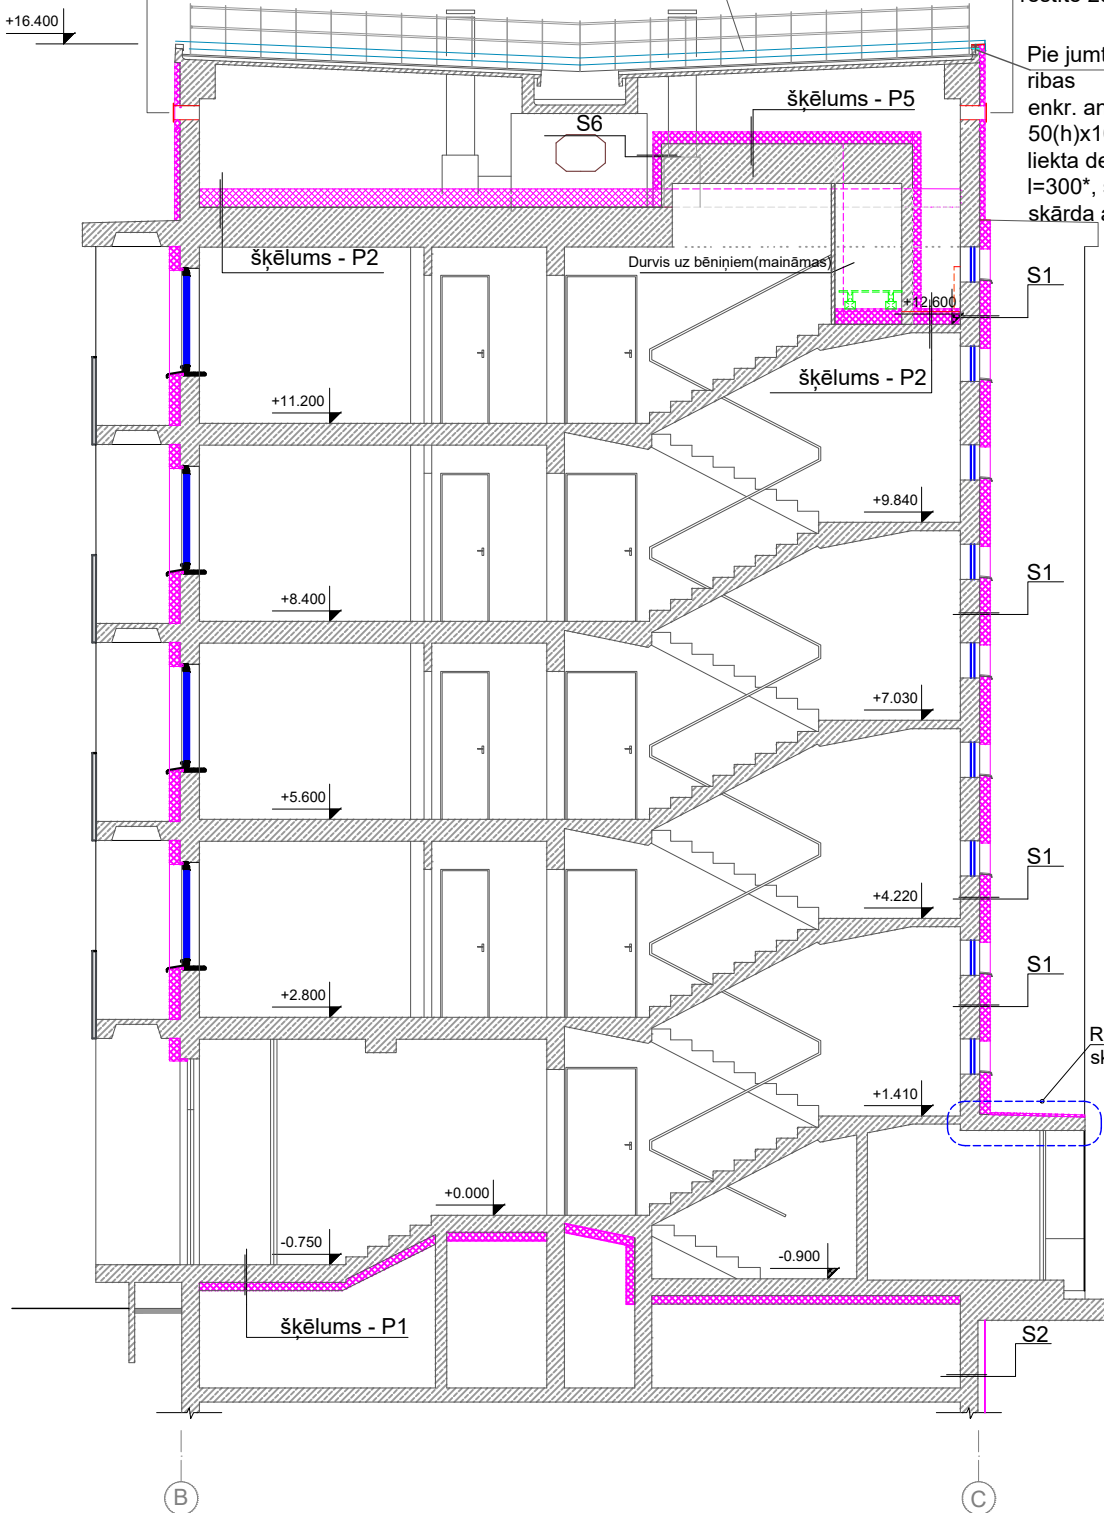 +16.400
Pie jumt
ribas
enkr. an
50(h)x10
liekta de
l=300*, s
skārda a
šķēlums - P5
S6
šķēlums - P2
Durvis uz bēniņiem(maināmas)
S1
+12.600
šķēlums - P2
+11.200
+9.840
S1
+8.400
+7.030
+5.600
S1
+4.220
S1
+2.800
R
sk
+1.410
+0.000
-0.750
-0.900
šķēlums - P1
S2
B
C